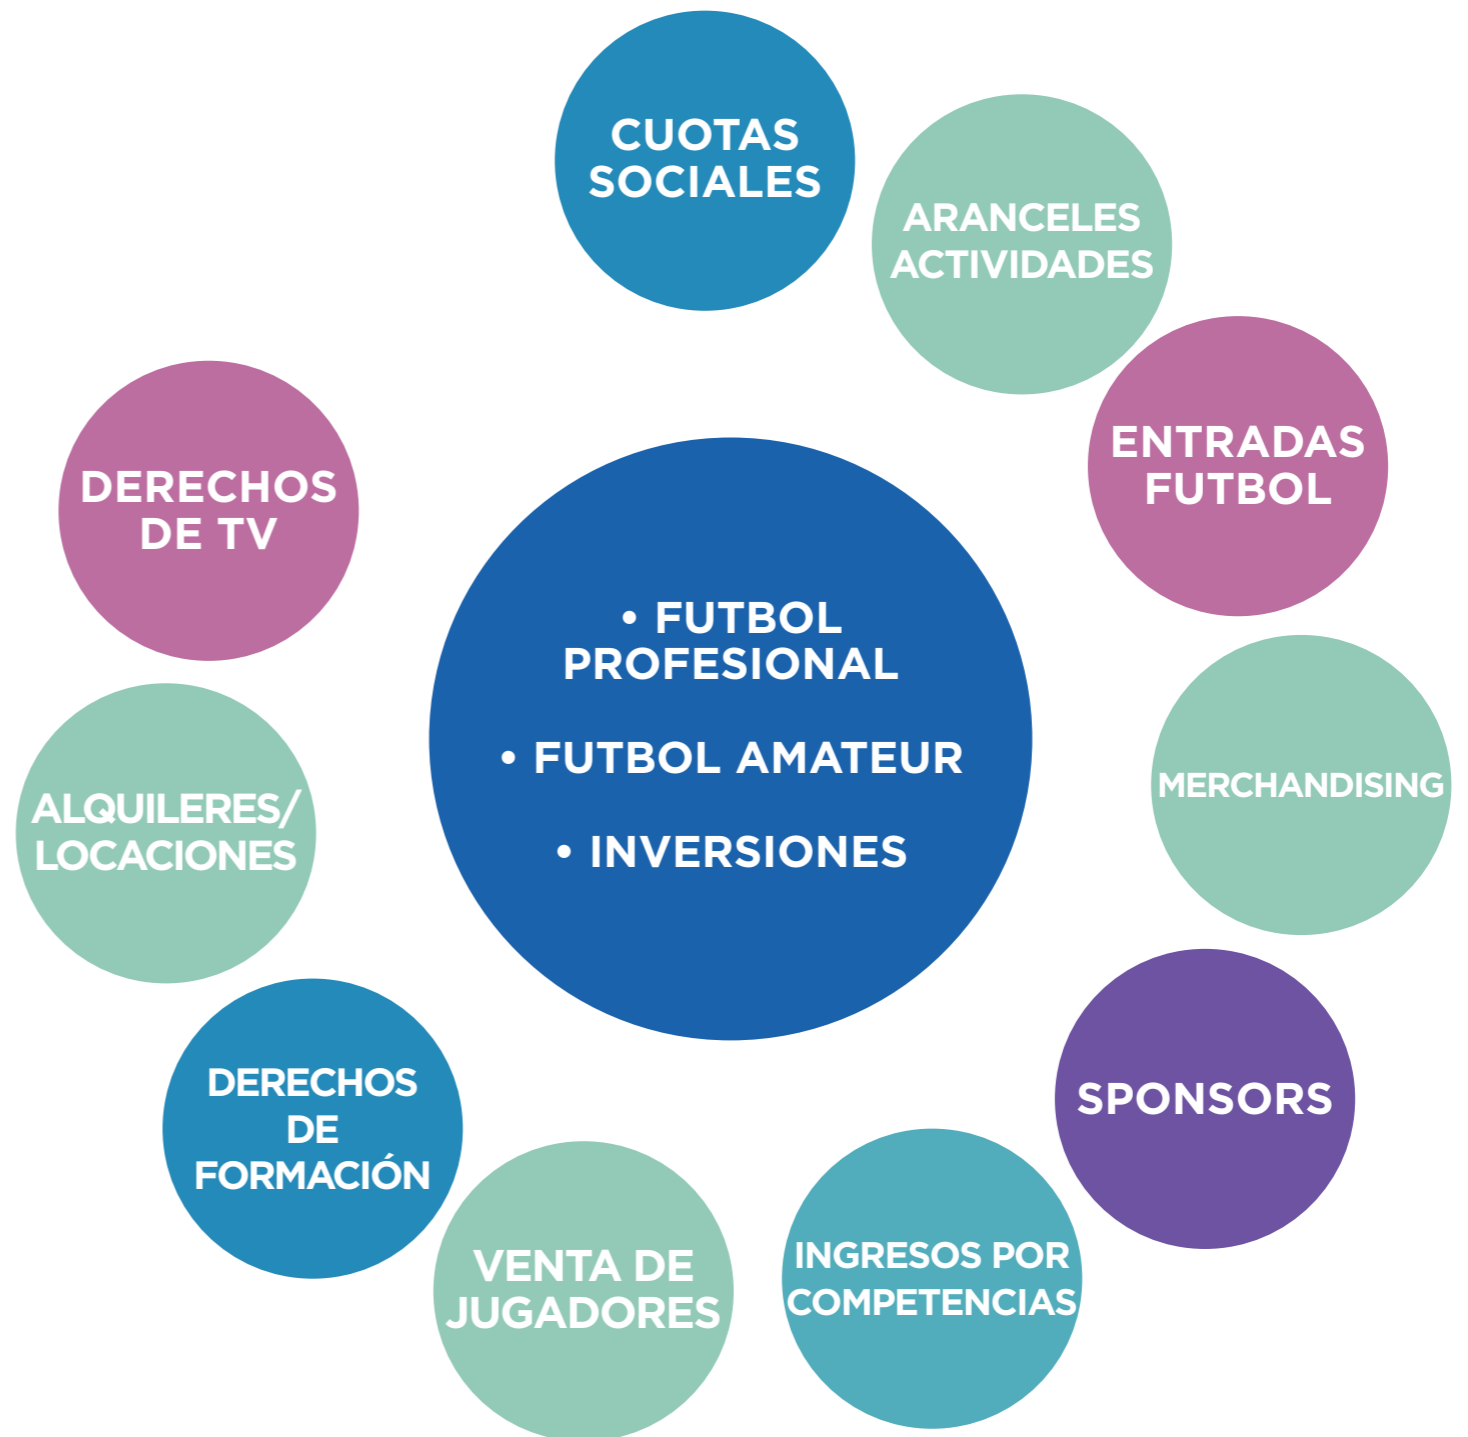 CUOTAS
SOCIALES
ARANCELES
ACTIVIDADES
ENTRADAS
FUTBOL
MERCHANDISING
SPONSORS
INGRESOS POR
COMPETENCIAS
VENTA DE
JUGADORES
DERECHOS
DE
FORMACIÓN
ALQUILERES/
LOCACIONES
DERECHOS
DE TV
• FUTBOL
PROFESIONAL
• FUTBOL AMATEUR
• INVERSIONES